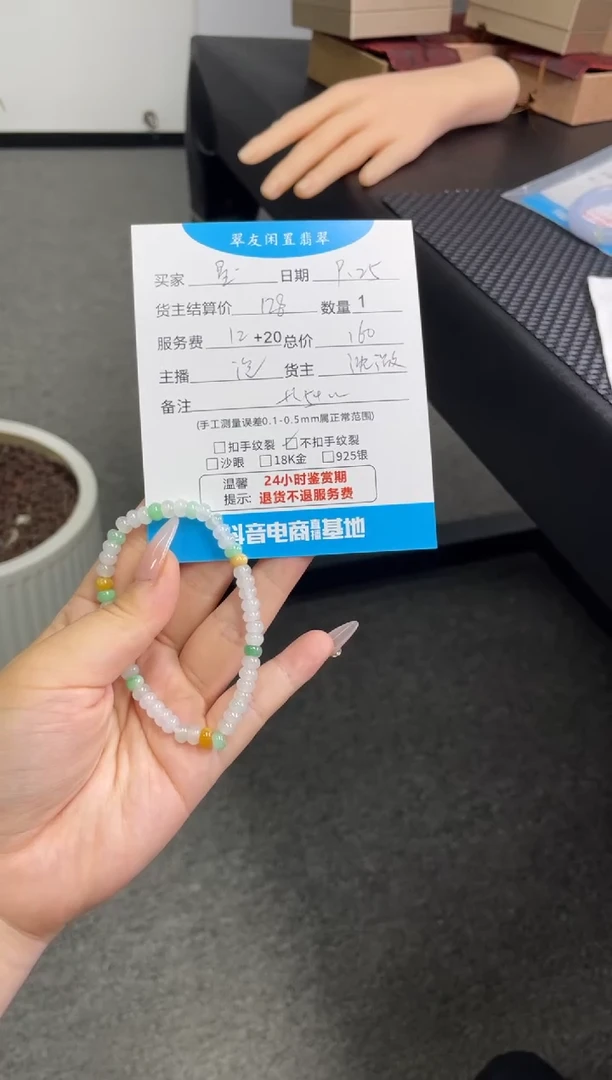 翠友闲置翡翠
买家 日期 9.25
货主结算价 128 数量 1
服务费 12 +20 总价 160
主播 货主
备注
(手工测量误差0.1-0.5mm属正常范围)
□扣手纹裂 ☑不扣手纹裂
□沙眼 □18K金 □925银
温馨提示: 24小时鉴赏期
退货不退服务费
抖音电商直播基地